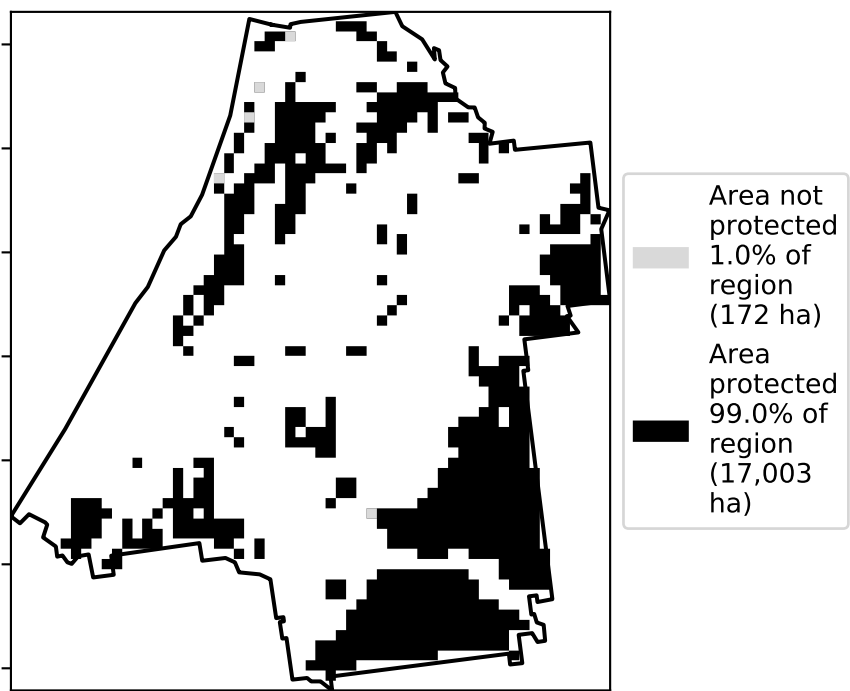 Area not
protected
1.0% of
region
(172 ha)
Area
protected
99.0% of
region
(17,003
ha)